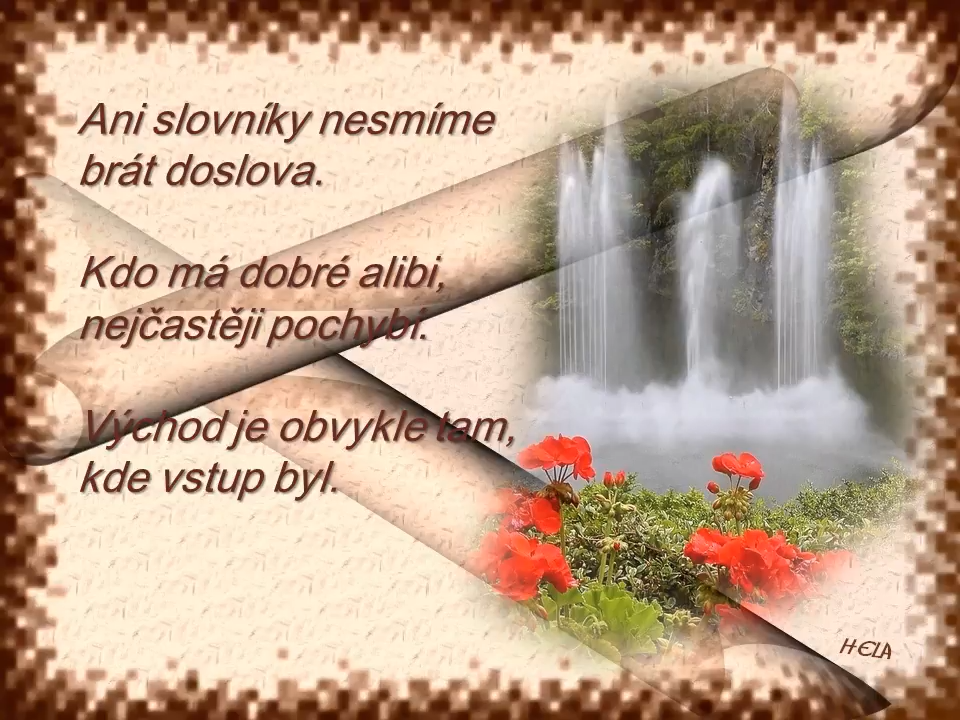 Ani slovníky nesmíme
brát doslova.
Kdo má dobré alibi,
nejčastěji pochybí.
Východ je obvykle tam,
kde vstup byl.
HELA